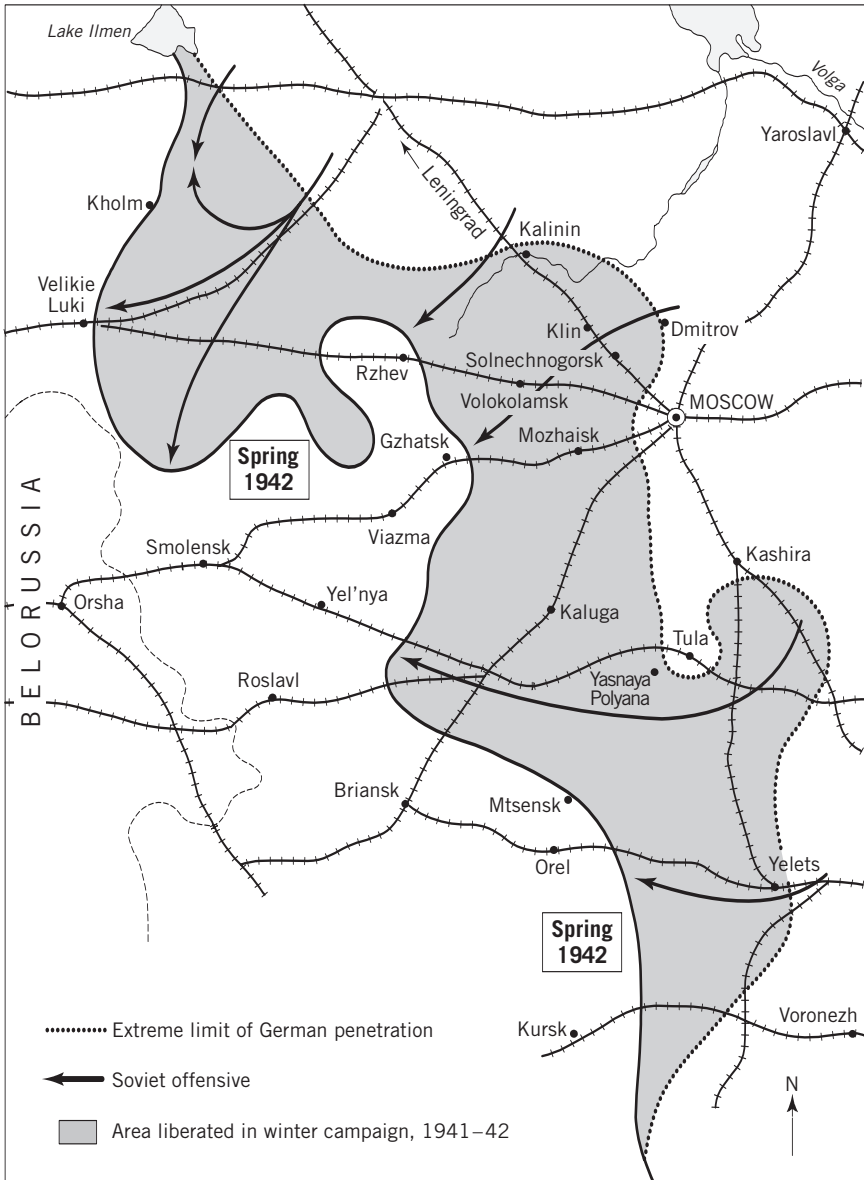 Lake Ilmen
Volga
Yaroslavl
Leningrad
Kholm
Kalinin
Velikie
Luki
Klin
Dmitrov
Solnechnogorsk
Rzhev
Volokolamsk
MOSCOW
Gzhatsk
Mozhaisk
Spring
1942
BELORUSSIA
Viazma
Smolensk
Kashira
Orsha
Yel'nya
Kaluga
Tula
Roslavl
Yasnaya
Polyana
Briansk
Mtsensk
Orel
Yelets
Spring
1942
Extreme limit of German penetration
Kursk
Voronezh
Soviet offensive
N
Area liberated in winter campaign, 1941–42